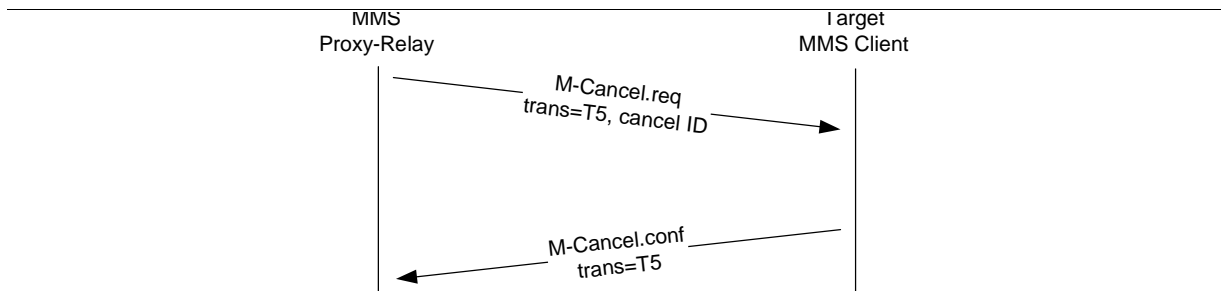 MMS
Proxy-Relay
Target
MMS Client
M-Cancel.req
trans=T5, cancel ID
M-Cancel.conf
trans=T5